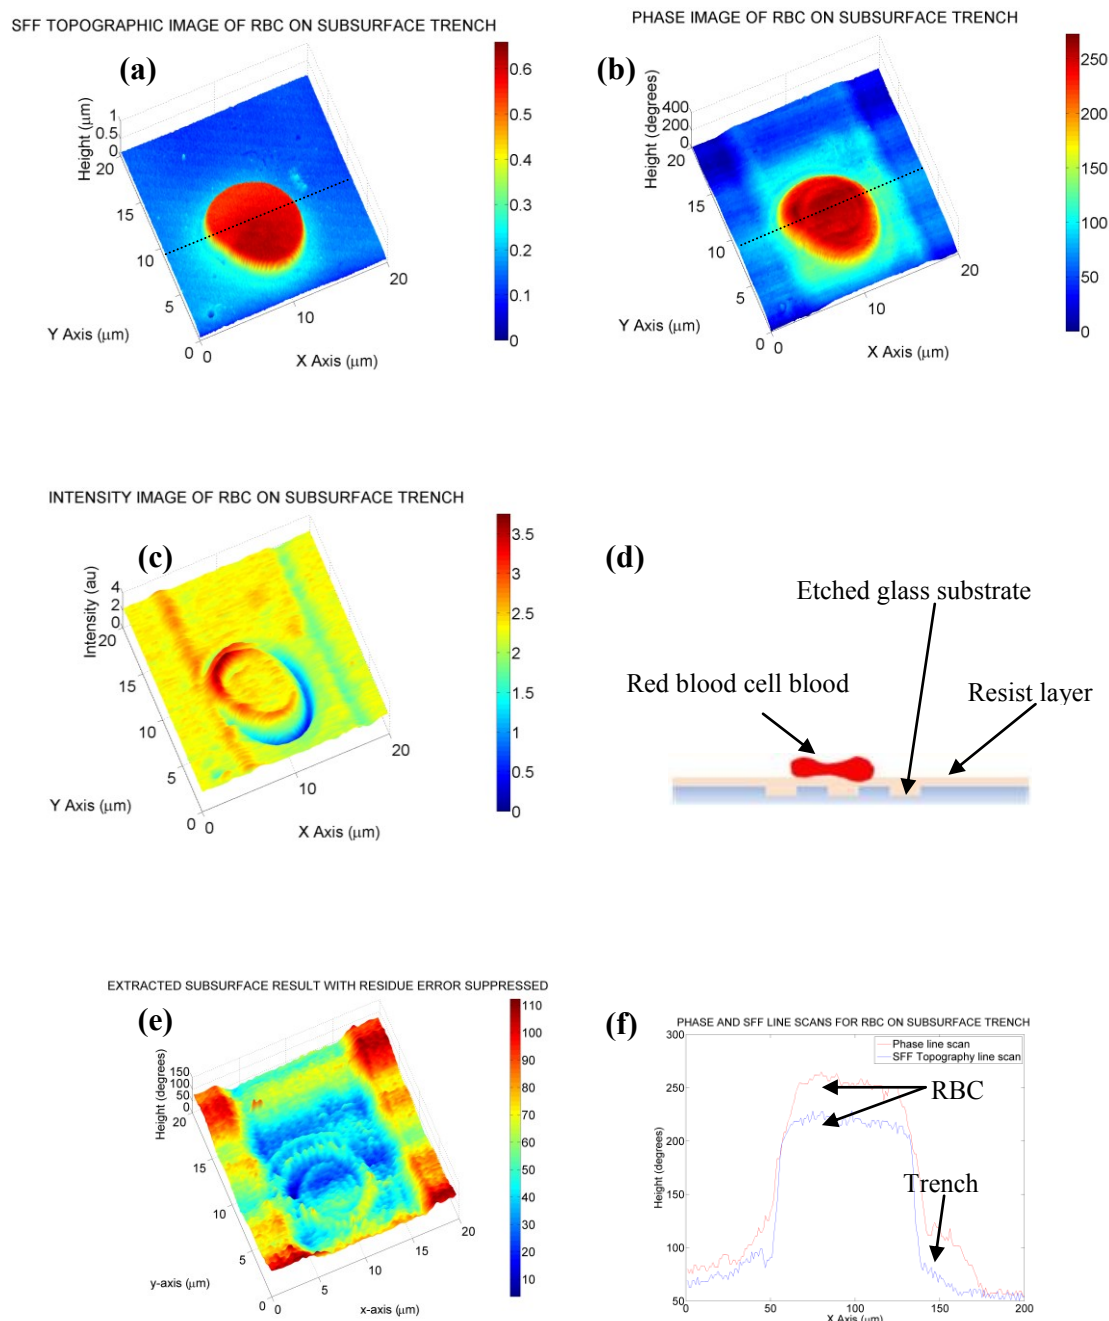 SFF TOPOGRAPHIC IMAGE OF RBC ON SUBSURFACE TRENCH
(a)
Height (μm)
1
0.5
0
20
15
10
5
0
Y Axis (μm)
0
10
20
X Axis (μm)
0.6
0.5
0.4
0.3
0.2
0.1
0
PHASE IMAGE OF RBC ON SUBSURFACE TRENCH
(b)
Height (degrees)
400
200
0
20
15
10
5
0
Y Axis (μm)
0
10
20
X Axis (μm)
250
200
150
100
50
0
INTENSITY IMAGE OF RBC ON SUBSURFACE TRENCH
(c)
Intensity (au)
4
2
0
20
15
10
5
0
Y Axis (μm)
0
10
20
X Axis (μm)
3.5
3
2.5
2
1.5
1
0.5
0
(d)
Etched glass substrate
Red blood cell blood
Resist layer
EXTRACTED SUBSURFACE RESULT WITH RESIDUE ERROR SUPPRESSED
(e)
Height (degrees)
150
100
50
0
20
15
10
5
0
y-axis (μm)
0
5
10
15
20
x-axis (μm)
110
100
90
80
70
60
50
40
30
20
10
(f)
PHASE AND SFF LINE SCANS FOR RBC ON SUBSURFACE TRENCH
Phase line scan
SFF Topography line scan
RBC
Trench
Height (degrees)
300
250
200
150
100
50
0
50
100
150
200
X Axis (μm)